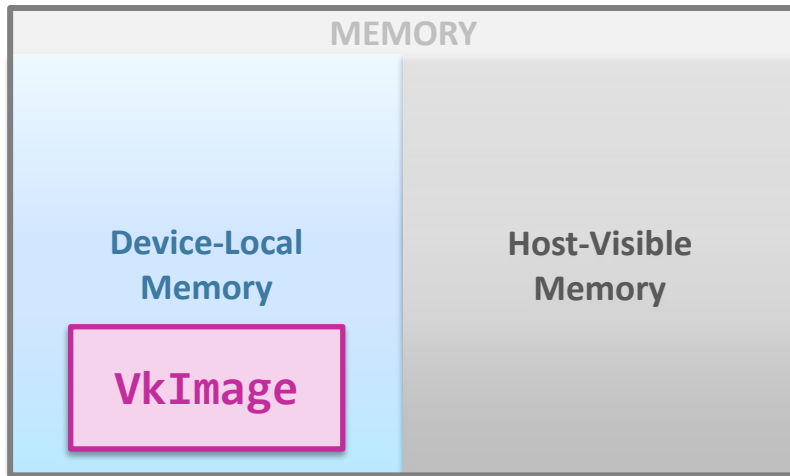 MEMORY
Device-Local
Memory
Host-Visible
Memory
VkImage